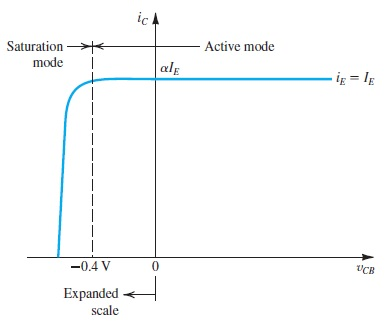 i_C
Saturation
mode
Active mode
αI_E
i_E = I_E
−0.4 V
0
v_CB
Expanded
scale